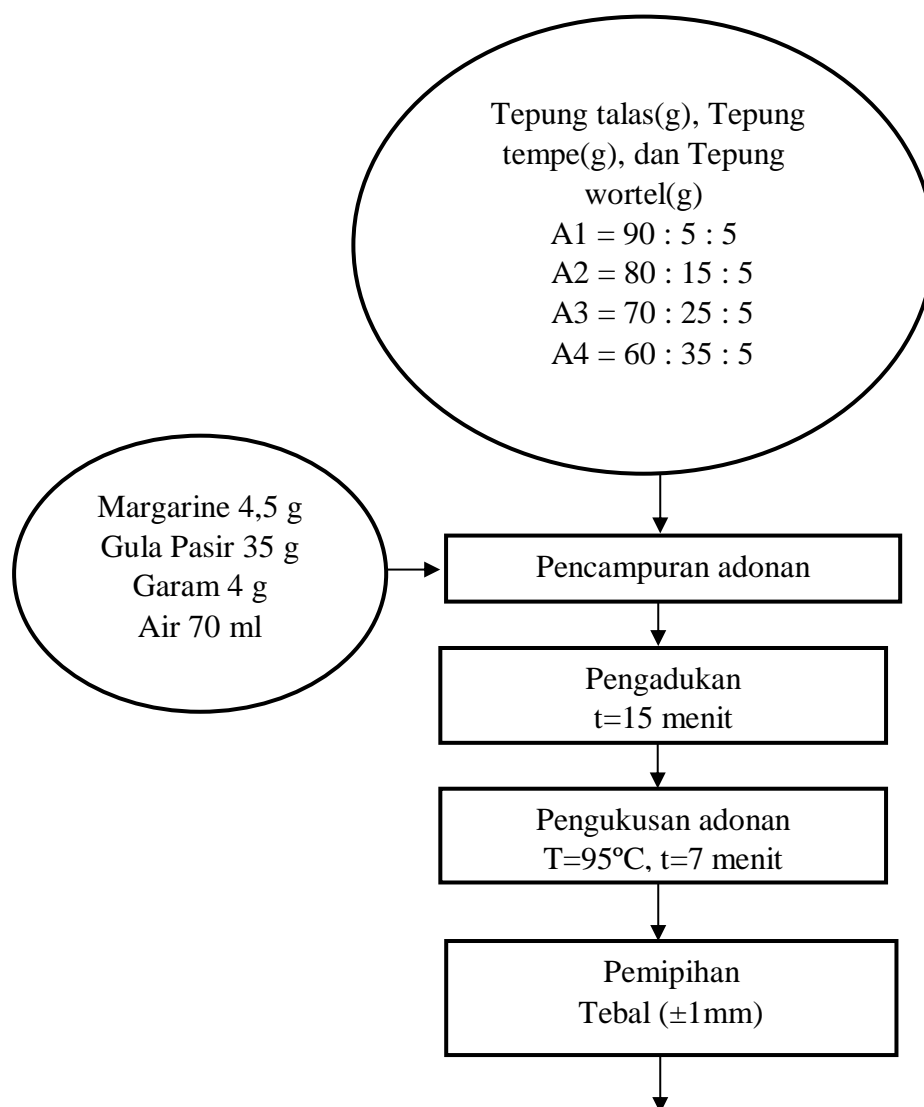 Tepung talas(g), Tepung
tempe(g), dan Tepung
wortel(g)
A1 = 90 : 5 : 5
A2 = 80 : 15 : 5
A3 = 70 : 25 : 5
A4 = 60 : 35 : 5
Margarine 4,5 g
Gula Pasir 35 g
Garam 4 g
Air 70 ml
Pencampuran adonan
Pengadukan
t=15 menit
Pengukusan adonan
T=95ºC, t=7 menit
Pemipihan
Tebal (±1mm)